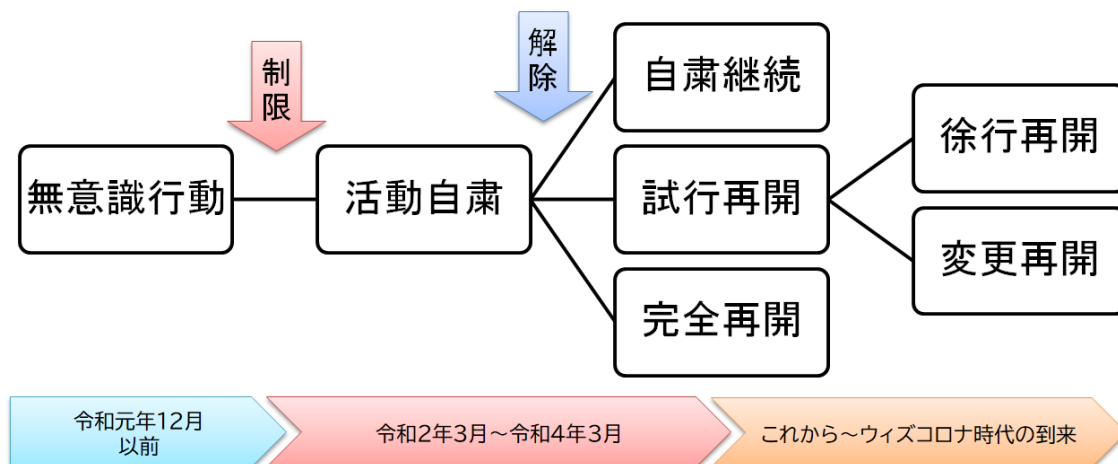 制限
解除
無意識行動
活動自粛
自粛継続
試行再開
完全再開
徐行再開
変更再開
令和元年12月
以前
令和2年3月～令和4年3月
これから～ウィズコロナ時代の到来